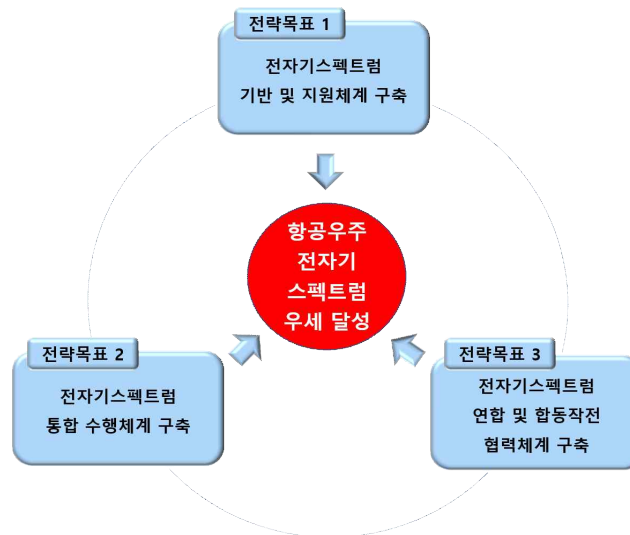 전략목표 1
전자기스펙트럼
기반 및 지원체계 구축
항공우주
전자기
스펙트럼
우세 달성
전략목표 2
전자기스펙트럼
통합 수행체계 구축
전략목표 3
전자기스펙트럼
연합 및 합동작전
협력체계 구축